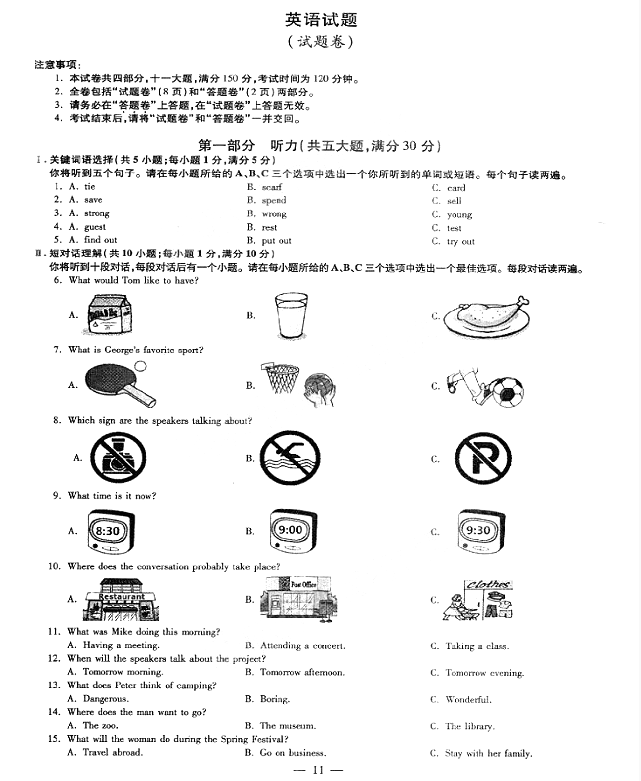 英语试题
(试题卷)
注意事项:
1. 本试卷共四部分,十一大题,满分150分,考试时间为120分钟。
2. 全卷包括“试题卷”(8页)和“答题卷”(2页)两部分。
3. 请务必在“答题卷”上答题,在“试题卷”上答题无效。
4. 考试结束后,请将“试题卷”和“答题卷”一并交回。
第一部分 听力(共五大题,满分30分)
Ⅰ.关键词语选择(共5小题;每小题1分,满分5分)
你将听到五个句子。请在每小题所给的A、B、C三个选项中选出一个你所听到的单词或短语。每个句子读两遍。
1. A. tie B. scarf C. card
2. A. save B. spend C. sell
3. A. strong B. wrong C. young
4. A. guest B. rest C. test
5. A. find out B. put out C. try out
Ⅱ.短对话理解(共10小题;每小题1分,满分10分)
你将听到十段对话,每段对话后有一个小题。请在每小题所给的A、B、C三个选项中选出一个最佳选项。每段对话读两遍。
6. What would Tom like to have?
A. B. C.
7. What is George's favorite sport?
A. B. C.
8. Which sign are the speakers talking about?
A. B. C.
P
9. What time is it now?
A. 8:30 B. 9:00 C. 9:30
10. Where does the conversation probably take place?
A. Restaurant B. Post Office C. Clothes
11. What was Mike doing this morning?
A. Having a meeting. B. Attending a concert. C. Taking a class.
12. When will the speakers talk about the project?
A. Tomorrow morning. B. Tomorrow afternoon. C. Tomorrow evening.
13. What does Peter think of camping?
A. Dangerous. B. Boring. C. Wonderful.
14. Where does the man want to go?
A. The zoo. B. The museum. C. The library.
15. What will the woman do during the Spring Festival?
A. Travel abroad. B. Go on business. C. Stay with her family.
— 11 —